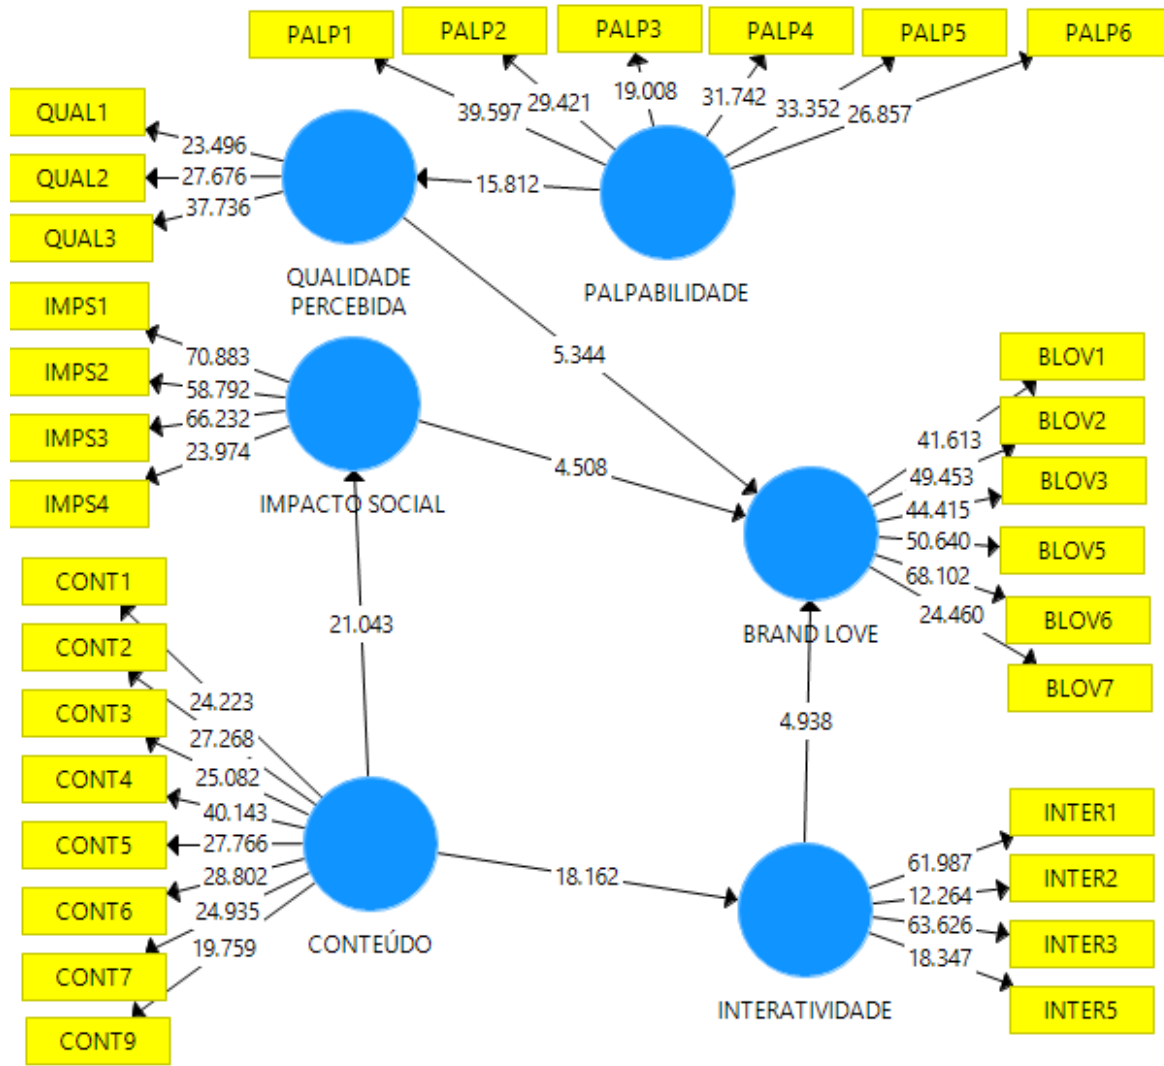 PALP1
PALP2
PALP3
PALP4
PALP5
PALP6
39.597
29.421
19.008
31.742
33.352
26.857
QUAL1
QUAL2
QUAL3
23.496
27.676
37.736
15.812
QUALIDADE
PERCEBIDA
PALPABILIDADE
5.344
IMPS1
IMPS2
IMPS3
IMPS4
70.883
58.792
66.232
23.974
IMPACTO SOCIAL
4.508
BLOV1
BLOV2
BLOV3
BLOV5
BLOV6
BLOV7
41.613
49.453
44.415
50.640
68.102
24.460
BRAND LOVE
21.043
4.938
CONT1
CONT2
CONT3
CONT4
CONT5
CONT6
CONT7
CONT9
24.223
27.268
25.082
40.143
27.766
28.802
24.935
19.759
CONTEÚDO
18.162
INTER1
INTER2
INTER3
INTER5
61.987
12.264
63.626
18.347
INTERATIVIDADE